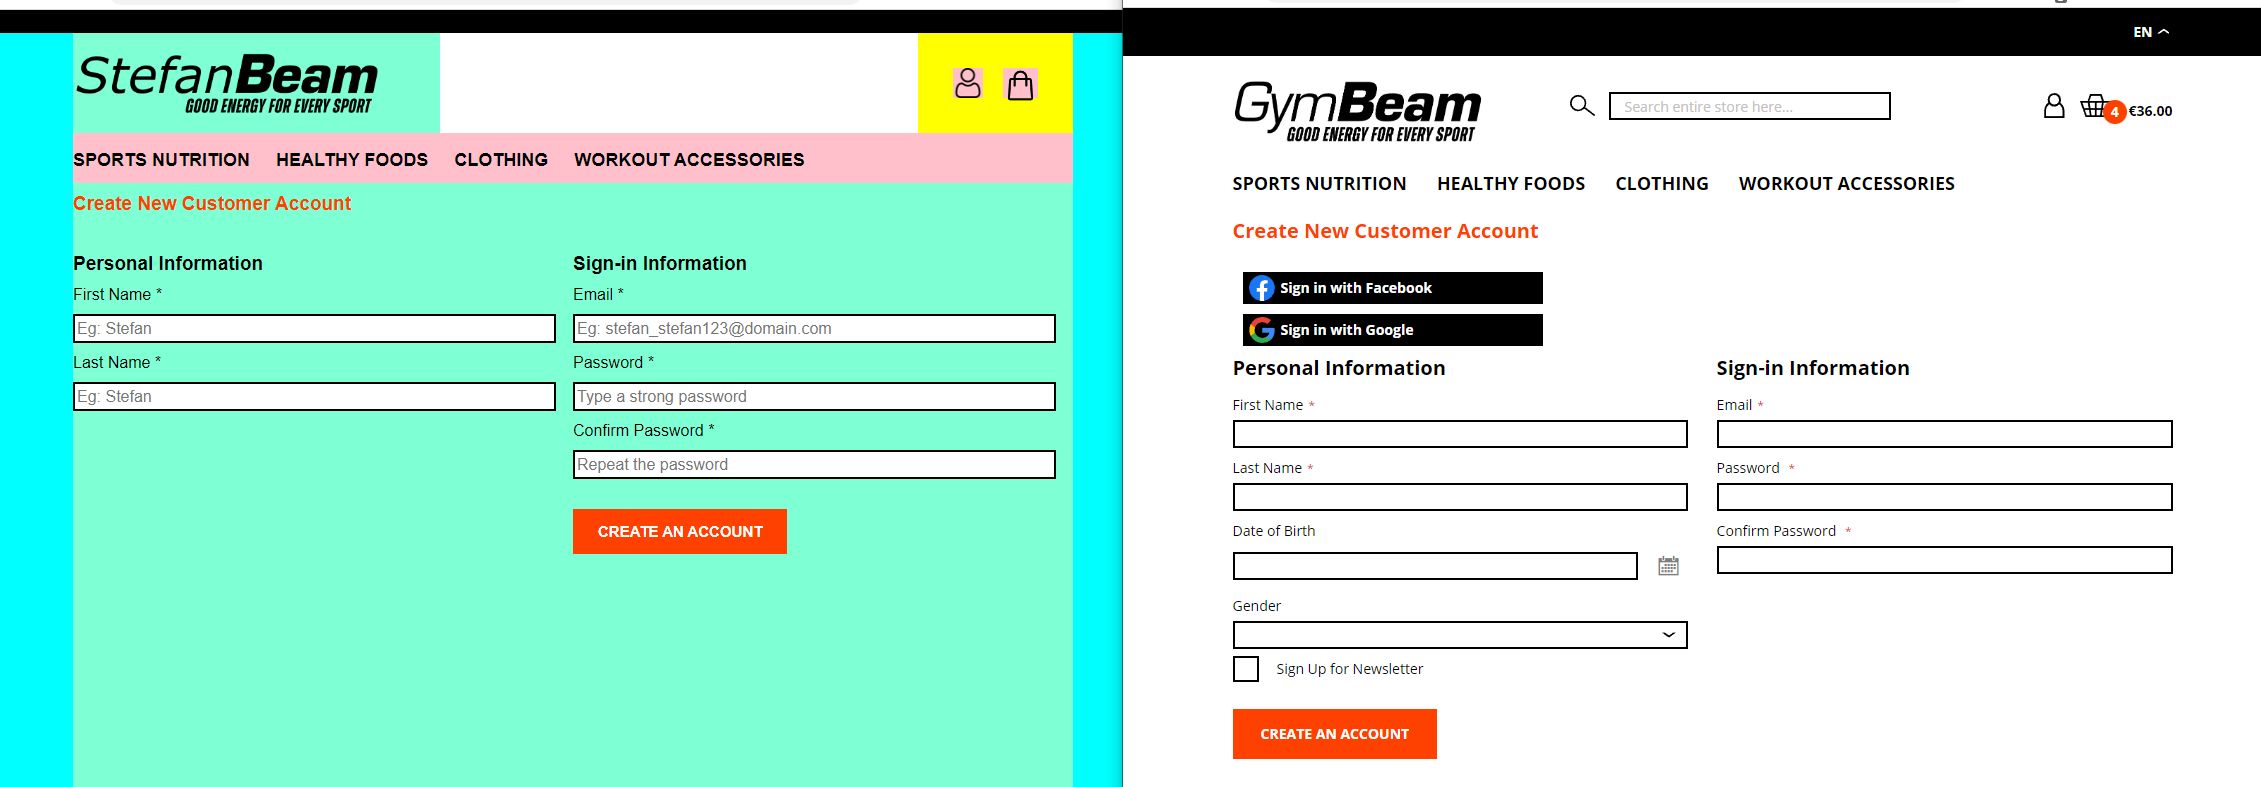 StefanBeam
GOOD ENERGY FOR EVERY SPORT
SPORTS NUTRITION HEALTHY FOODS CLOTHING WORKOUT ACCESSORIES
Create New Customer Account
Personal Information
First Name *
Eg: Stefan
Last Name *
Eg: Stefan
Sign-in Information
Email *
Eg: stefan_stefan123@domain.com
Password *
Type a strong password
Confirm Password *
Repeat the password
CREATE AN ACCOUNT
EN
GymBeam
GOOD ENERGY FOR EVERY SPORT
Search entire store here...
4 €36.00
SPORTS NUTRITION HEALTHY FOODS CLOTHING WORKOUT ACCESSORIES
Create New Customer Account
Sign in with Facebook
Sign in with Google
Personal Information
First Name *
Last Name *
Date of Birth
Gender
Sign Up for Newsletter
CREATE AN ACCOUNT
Sign-in Information
Email *
Password *
Confirm Password *